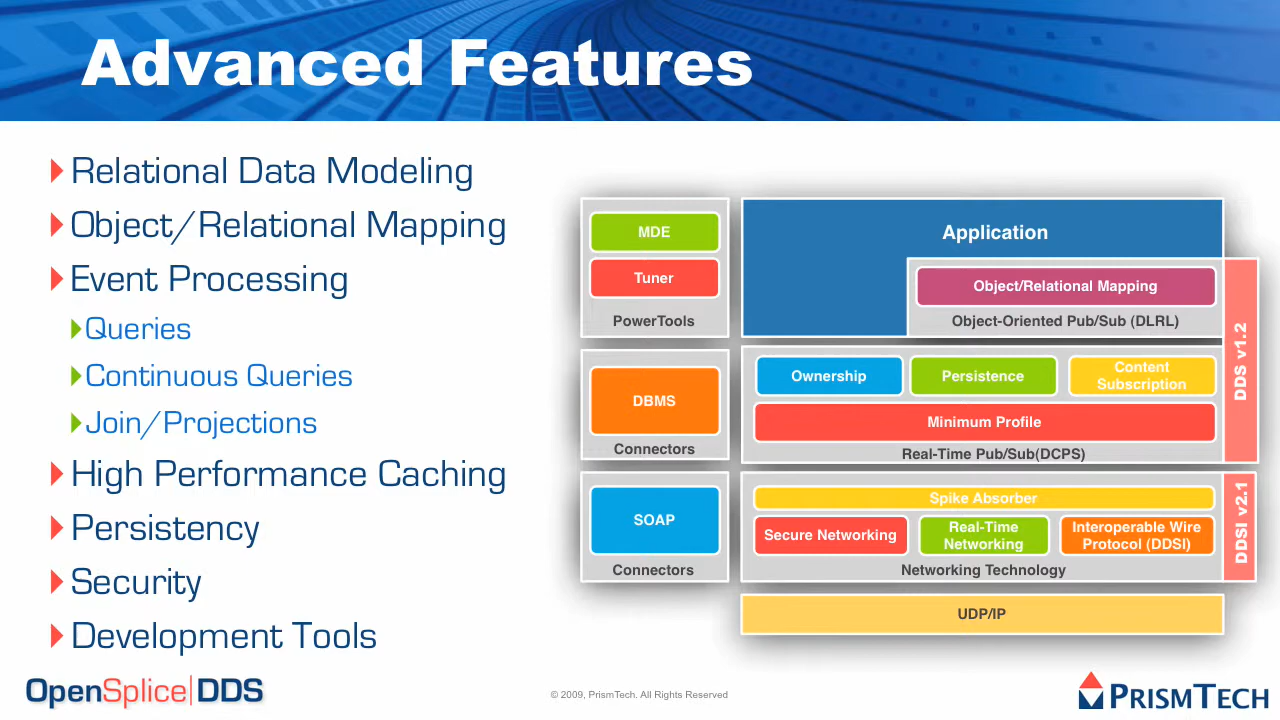 Advanced Features
Relational Data Modeling
Object/Relational Mapping
Event Processing
Queries
Continuous Queries
Join/Projections
High Performance Caching
Persistency
Security
Development Tools
MDE
Tuner
PowerTools
DBMS
Connectors
SOAP
Connectors
Application
Object/Relational Mapping
Object-Oriented Pub/Sub (DLRL)
Ownership
Persistence
Content
Subscription
Minimum Profile
Real-Time Pub/Sub(DCPS)
DDS v1.2
Spike Absorber
Secure Networking
Real-Time
Networking
Interoperable Wire
Protocol (DDSI)
Networking Technology
DDSI v2.1
UDP/IP
OpenSplice|DDS
© 2009, PrismTech. All Rights Reserved
PRISMTECH